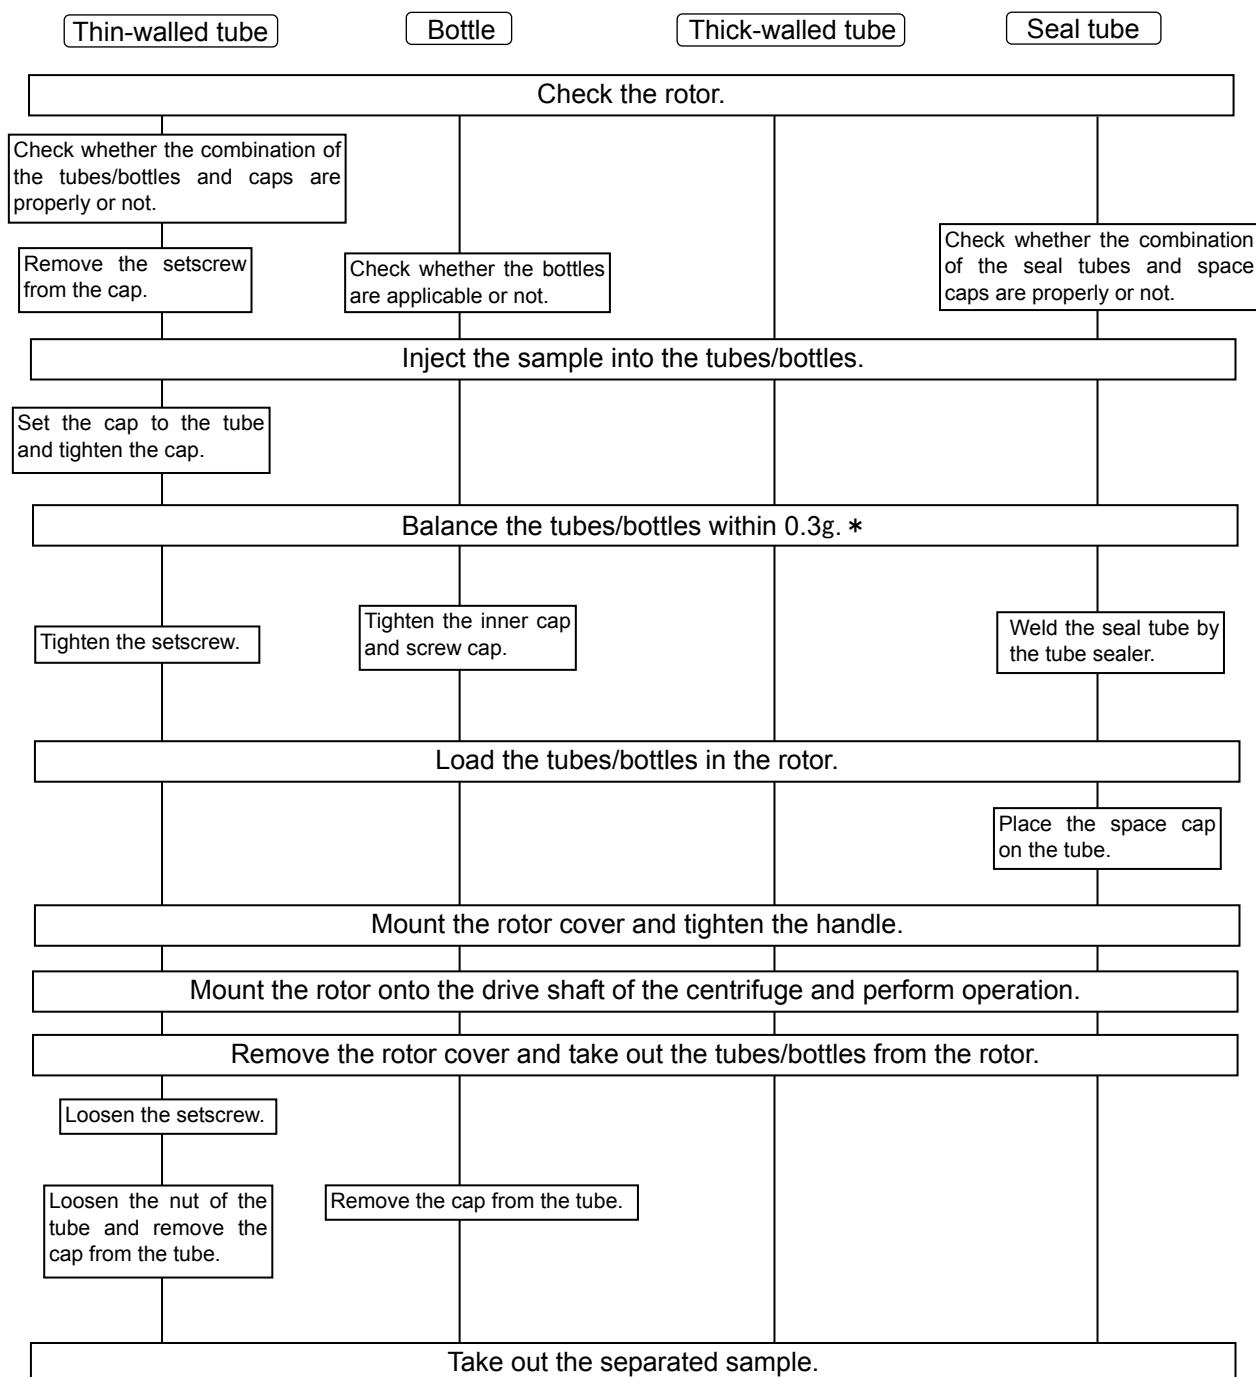 Thin-walled tube
Bottle
Thick-walled tube
Seal tube
Check the rotor.
Check whether the combination of
the tubes/bottles and caps are
properly or not.
Remove the setscrew
from the cap.
Check whether the bottles
are applicable or not.
Check whether the combination
of the seal tubes and space
caps are properly or not.
Inject the sample into the tubes/bottles.
Set the cap to the tube
and tighten the cap.
Balance the tubes/bottles within 0.3g. *
Tighten the setscrew.
Tighten the inner cap
and screw cap.
Weld the seal tube by
the tube sealer.
Load the tubes/bottles in the rotor.
Place the space cap
on the tube.
Mount the rotor cover and tighten the handle.
Mount the rotor onto the drive shaft of the centrifuge and perform operation.
Remove the rotor cover and take out the tubes/bottles from the rotor.
Loosen the setscrew.
Loosen the nut of the
tube and remove the
cap from the tube.
Remove the cap from the tube.
Take out the separated sample.